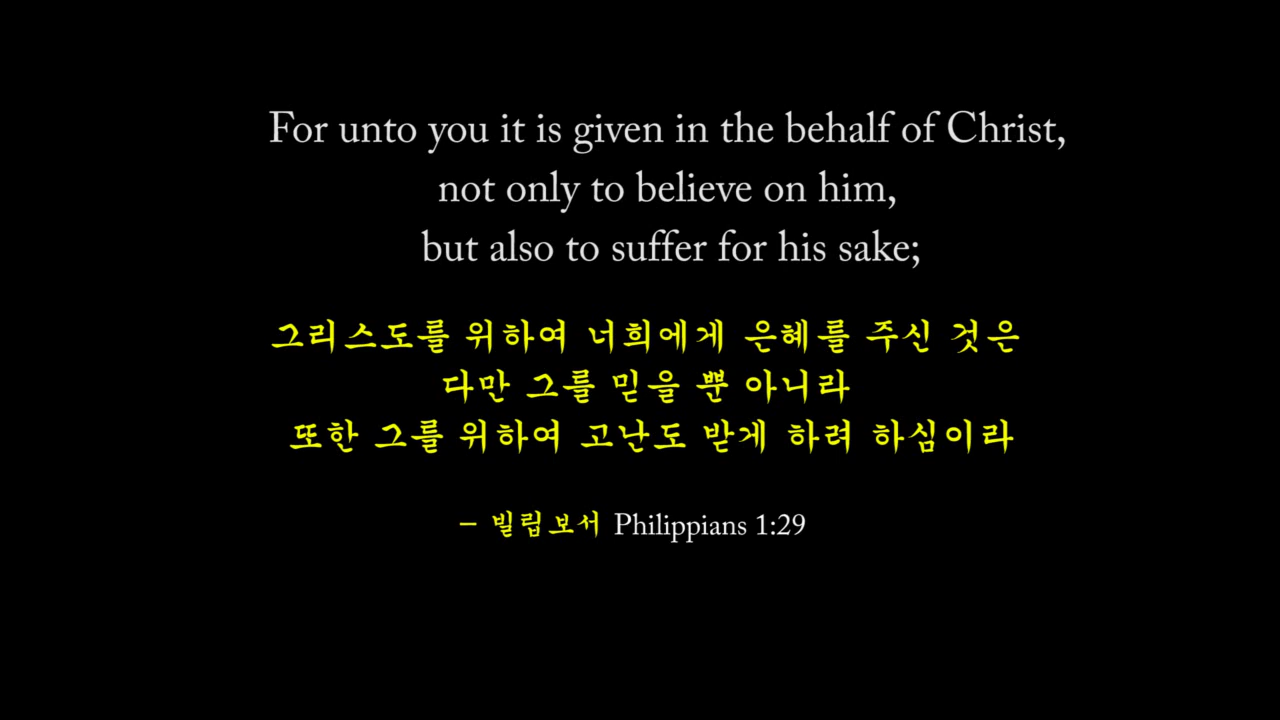 For unto you it is given in the behalf of Christ,
not only to believe on him,
but also to suffer for his sake;
그리스도를 위하여 너희에게 은혜를 주신 것은
다만 그를 믿을 뿐 아니라
또한 그를 위하여 고난도 받게 하려 하심이라
- 빌립보서 Philippians 1:29